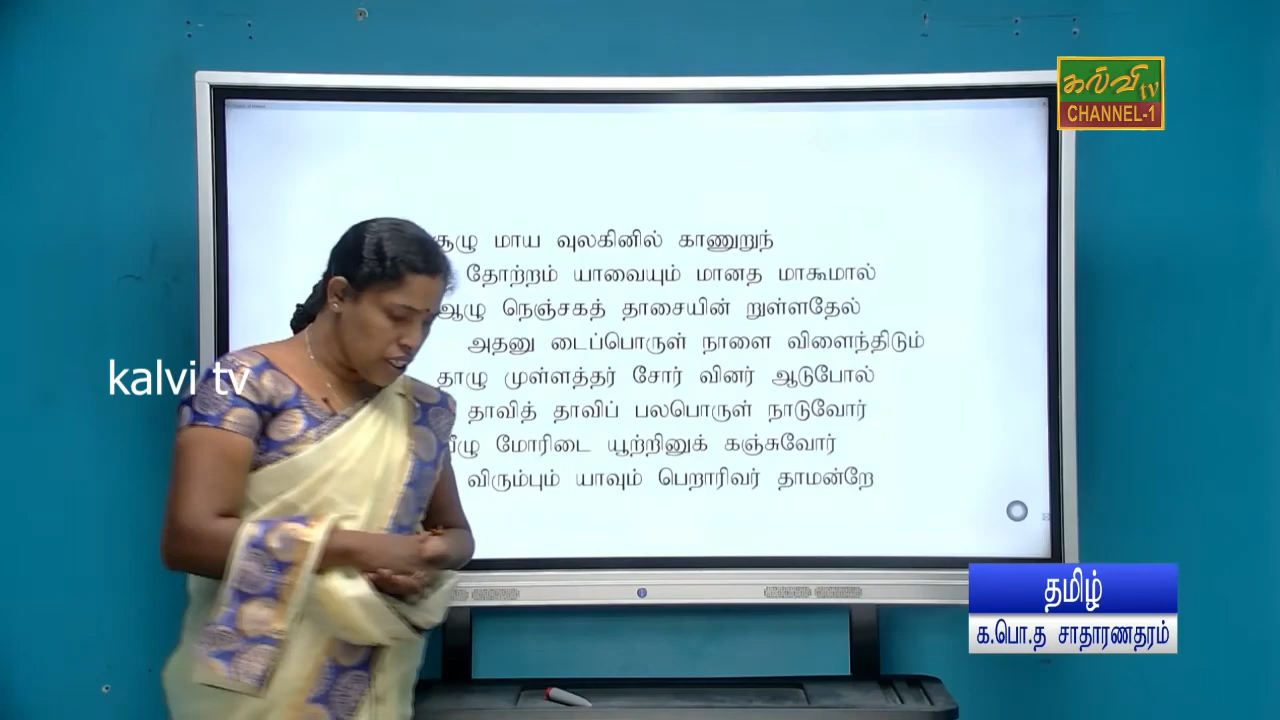 கல்வி TV
CHANNEL-1
சூழு மாய வுலகினில் காணுறுந்
தோற்றம் யாவையும் மானத மாகூமால்
ஆழு நெஞ்சகத் தாசையின் றுள்ளதேல்
அதனு டைப்பொருள் நாளை விளைந்திடும்
தாழு முள்ளத்தர் சோர் வினர் ஆடுபோல்
தாவித் தாவிப் பலபொருள் நாடுவோர்
வீழு மோரிடை யூற்றினுக் கஞ்சுவோர்
விரும்பும் யாவும் பெறாரிவர் தாமன்றே
kalvi tv
தமிழ்
க.பொ.த சாதாரணதரம்